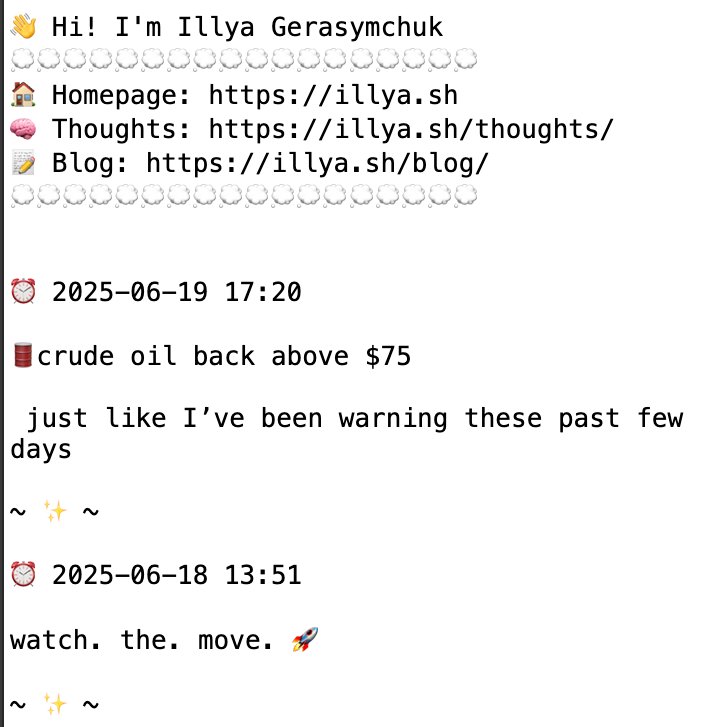 👋 Hi! I'm Illya Gerasymchuk
💭💭💭💭💭💭💭💭💭💭💭💭💭💭💭💭💭💭
🏠 Homepage: https://illya.sh
🧠 Thoughts: https://illya.sh/thoughts/
📝 Blog: https://illya.sh/blog/
💭💭💭💭💭💭💭💭💭💭💭💭💭💭💭💭💭💭
⏰ 2025-06-19 17:20
🛢️crude oil back above $75
just like I’ve been warning these past few
days
~ ✨ ~
⏰ 2025-06-18 13:51
watch. the. move. 🚀
~ ✨ ~